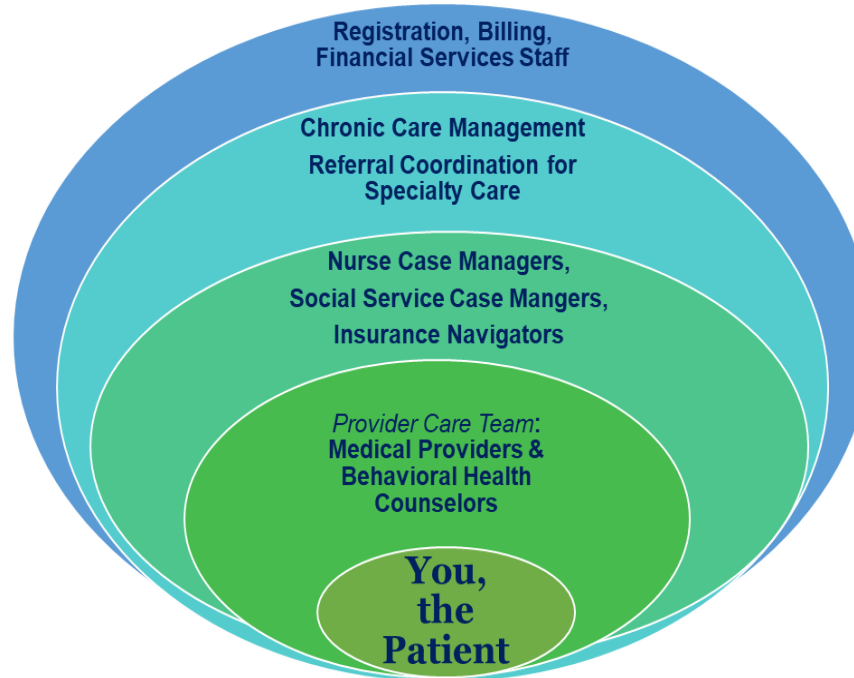 Registration, Billing,
Financial Services Staff
Chronic Care Management
Referral Coordination for
Specialty Care
Nurse Case Managers,
Social Service Case Mangers,
Insurance Navigators
Provider Care Team:
Medical Providers &
Behavioral Health
Counselors
You,
the
Patient